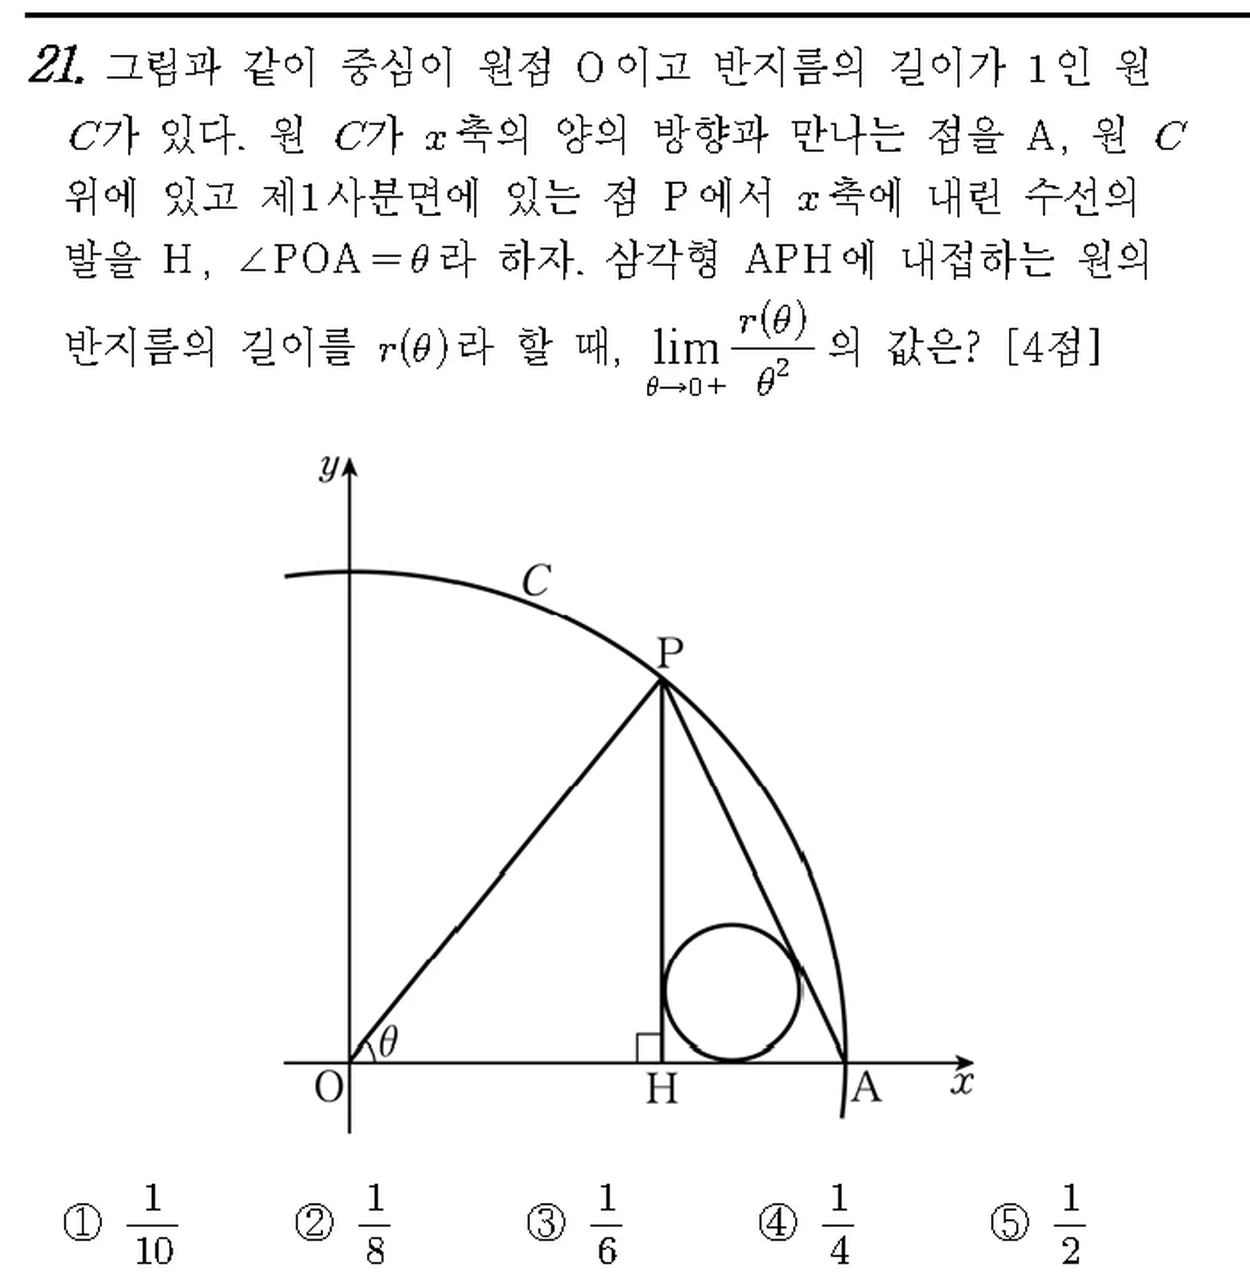 21. 그림과 같이 중심이 원점 O이고 반지름의 길이가 1인 원
C가 있다. 원 C가 x축의 양의 방향과 만나는 점을 A, 원 C
위에 있고 제1사분면에 있는 점 P에서 x축에 내린 수선의
발을 H, ∠POA=θ라 하자. 삼각형 APH에 내접하는 원의
반지름의 길이를 r(θ)라 할 때, lim_{θ→0+} r(θ)/θ² 의 값은? [4점]
y
C
P
θ
O
H
A
x
① 1/10 ② 1/8 ③ 1/6 ④ 1/4 ⑤ 1/2